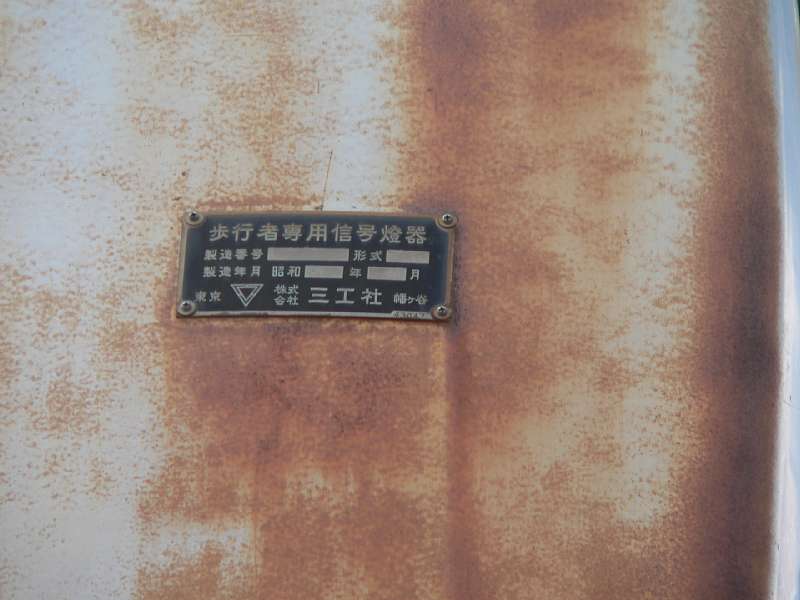 歩行者専用信号燈器
製造番号 形式
製造年月 昭和 年 月
東京 株式会社 三工社 幡ヶ谷
43047